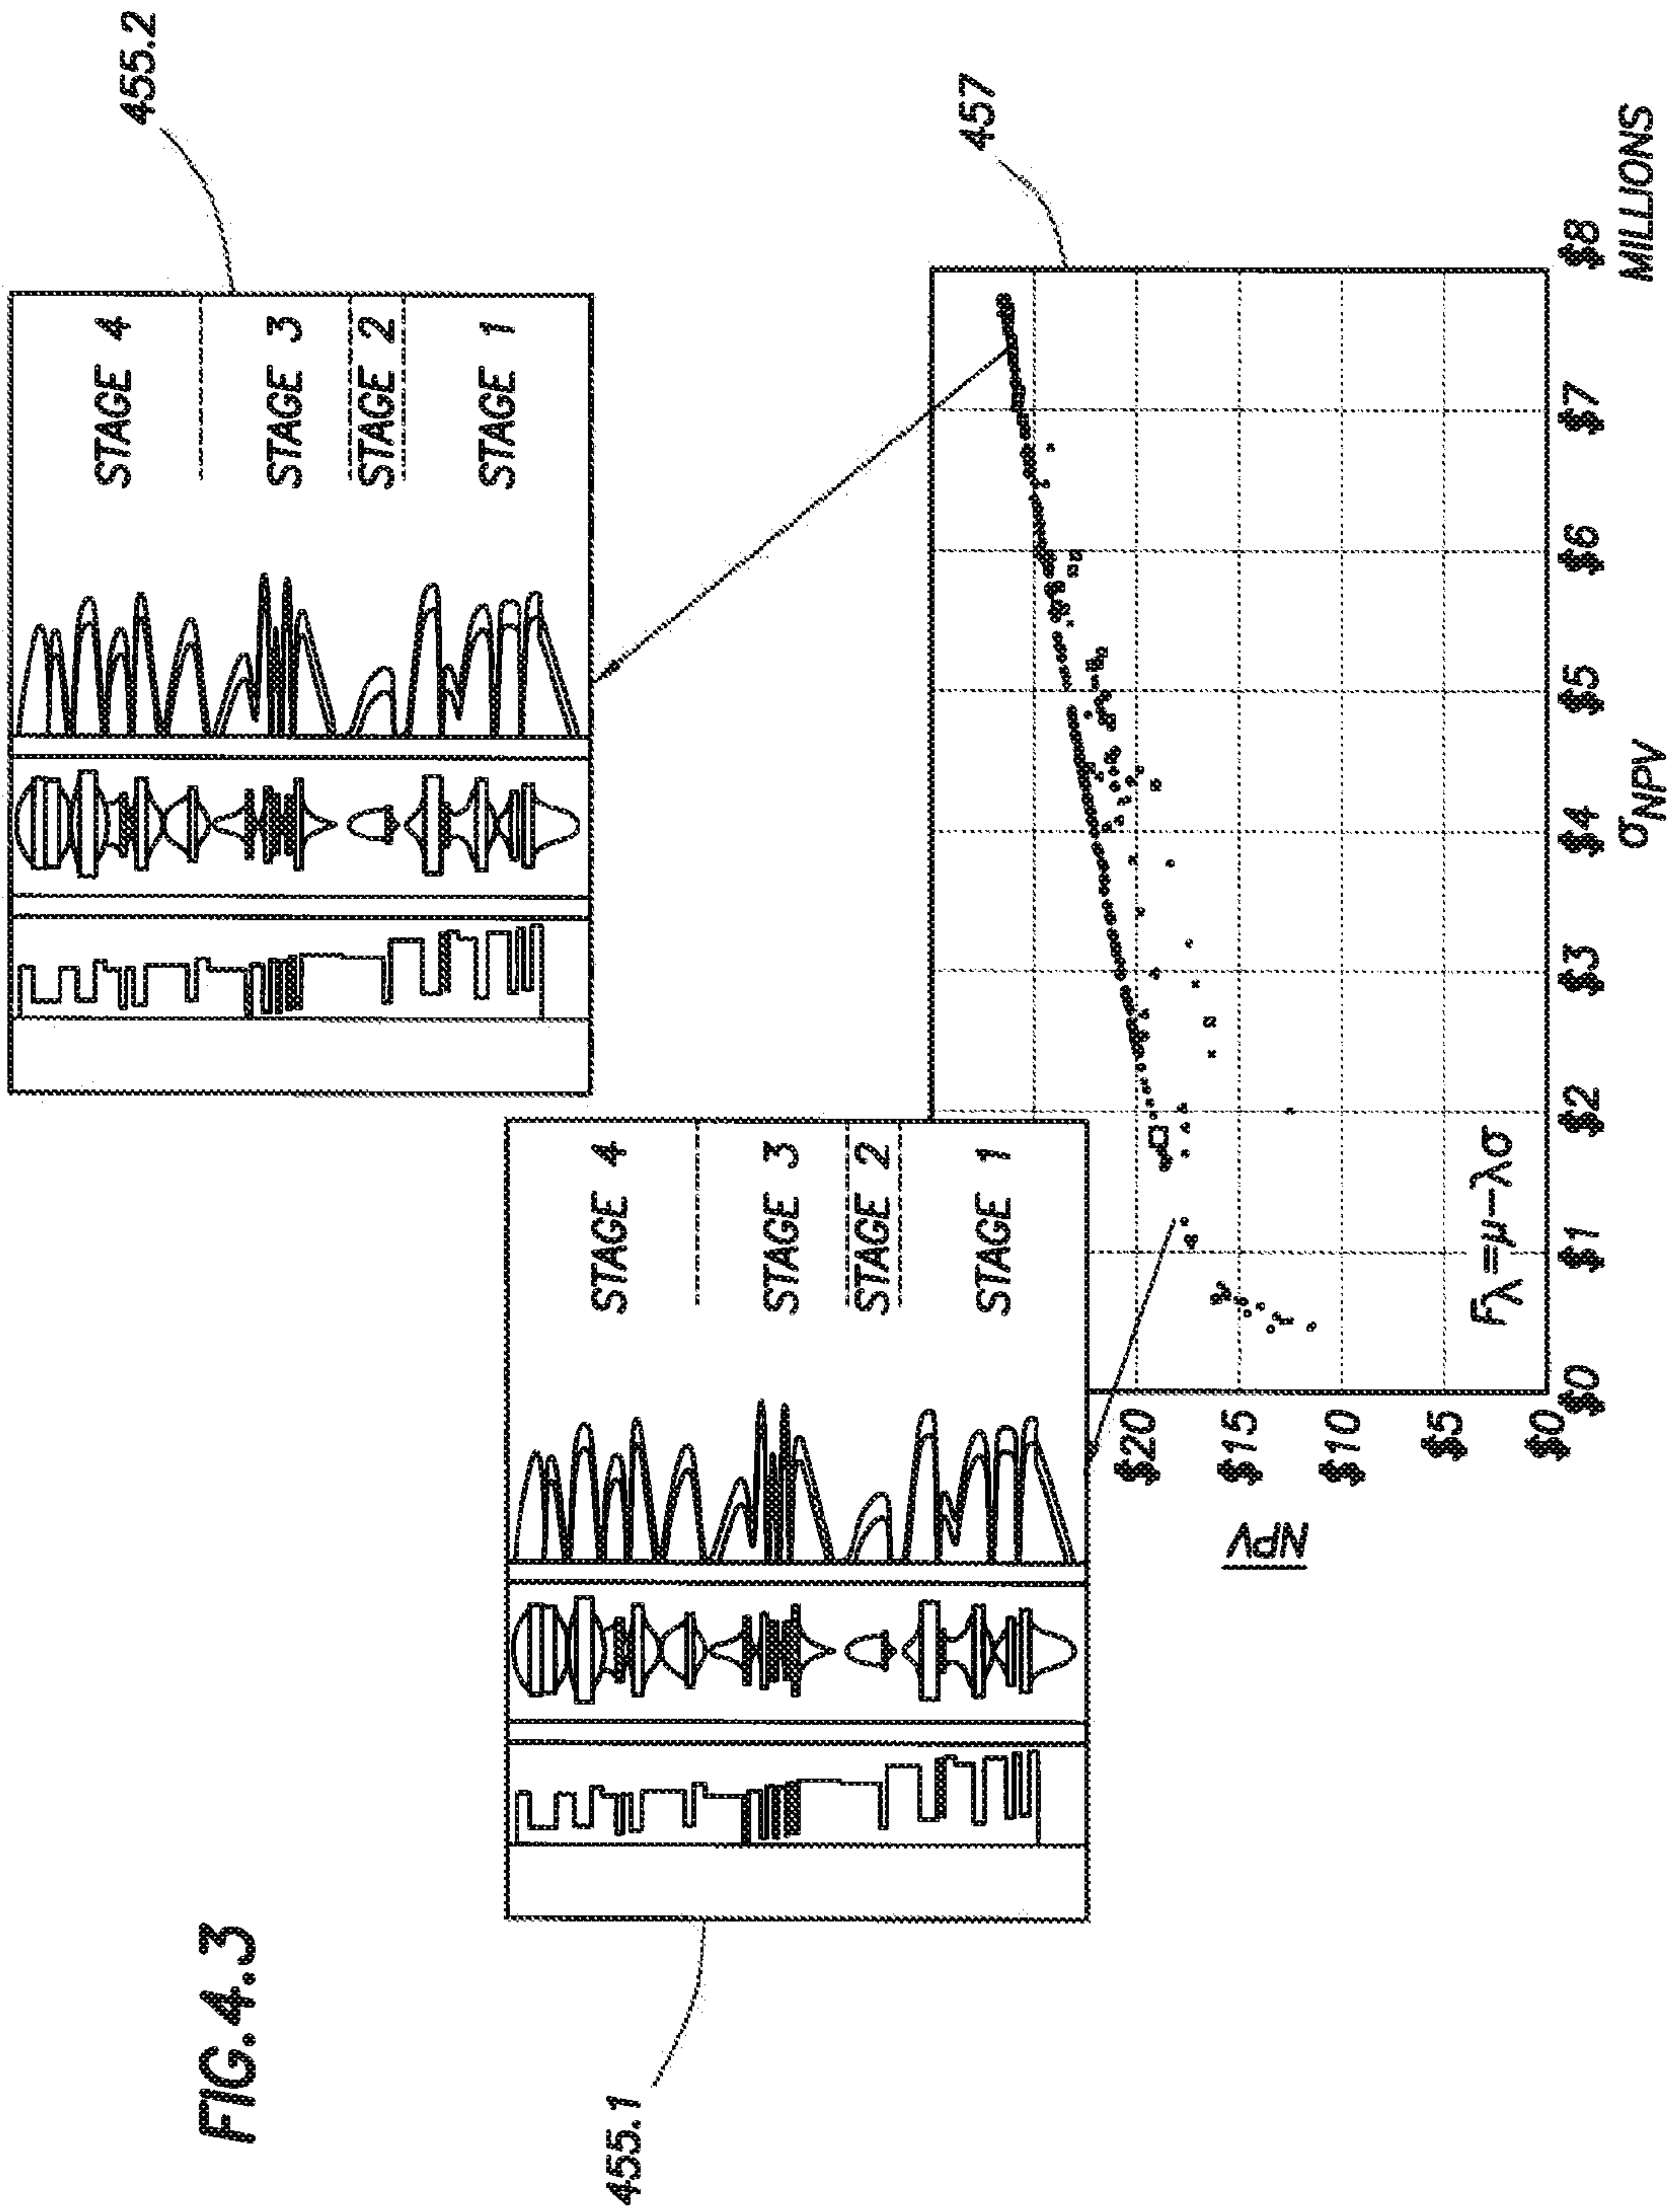 FIG.4.3
455.2
STAGE 4
STAGE 3
STAGE 2
STAGE 1
455.1
STAGE 4
STAGE 3
STAGE 2
STAGE 1
457
NPV
$20
$15
$10
$5
$0
Fλ=μ-λσ
$0
$1
$2
$3
$4
$5
$6
$7
$8
σNPV
MILLIONS